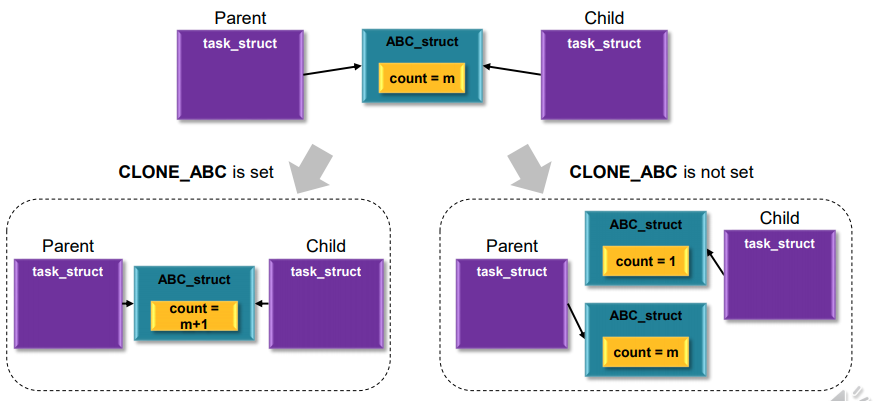 Parent
Child
task_struct
ABC_struct
task_struct
count = m
CLONE_ABC is set
CLONE_ABC is not set
Parent
Child
task_struct
ABC_struct
task_struct
count =
m+1
Parent
Child
task_struct
ABC_struct
count = 1
task_struct
ABC_struct
count = m